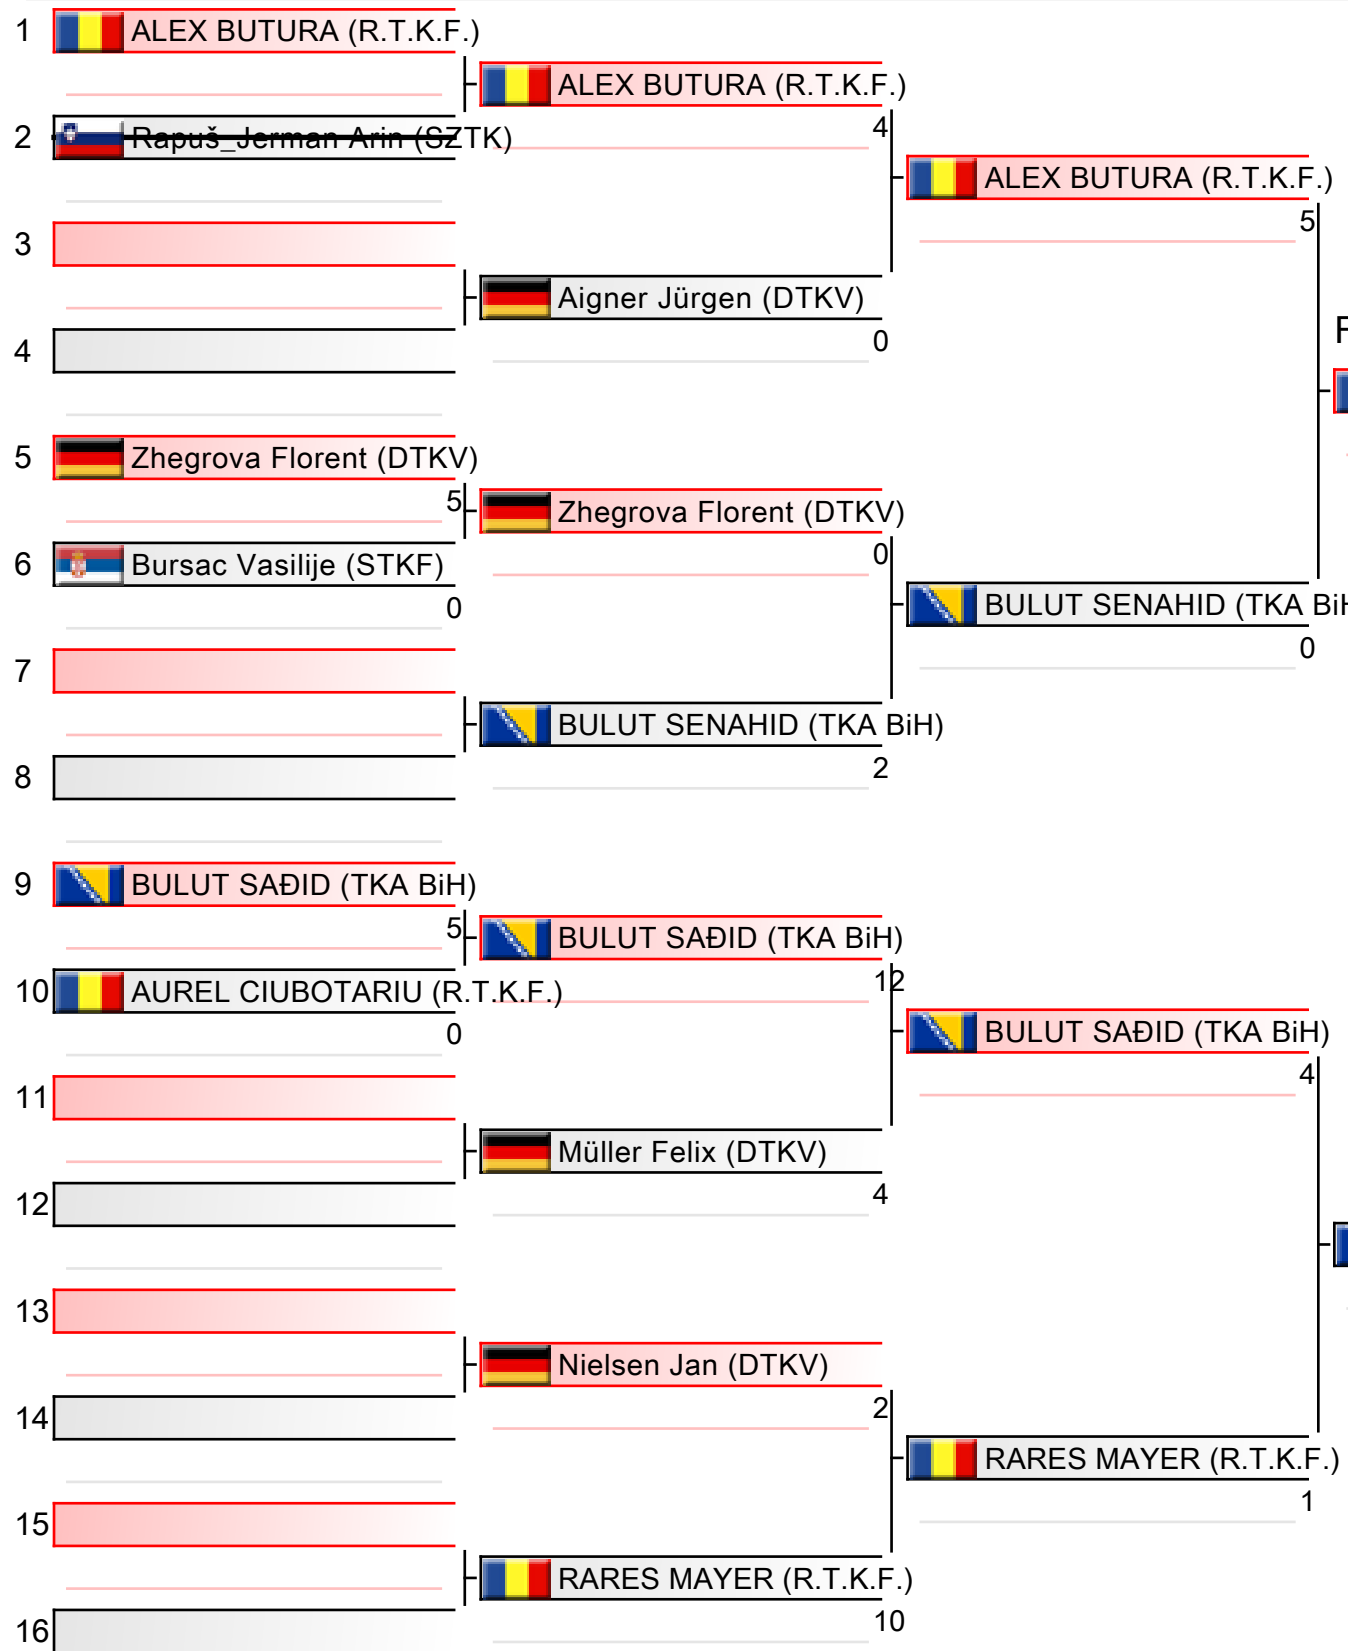 1 ALEX BUTURA (R.T.K.F.)
ALEX BUTURA (R.T.K.F.)
4
2 Rapuš_Jerman Arin (SZTK)
ALEX BUTURA (R.T.K.F.)
5
3
Aigner Jürgen (DTKV)
0
4
F
5 Zhegrova Florent (DTKV)
5
Zhegrova Florent (DTKV)
0
6 Bursac Vasilije (STKF)
0
BULUT SENAHID (TKA BiH
0
7
BULUT SENAHID (TKA BiH)
2
8
9 BULUT SAĐID (TKA BiH)
5
BULUT SAĐID (TKA BiH)
12
10 AUREL CIUBOTARIU (R.T.K.F.)
0
BULUT SAĐID (TKA BiH)
4
11
Müller Felix (DTKV)
4
12
13
Nielsen Jan (DTKV)
2
14
RARES MAYER (R.T.K.F.)
1
15
RARES MAYER (R.T.K.F.)
10
16